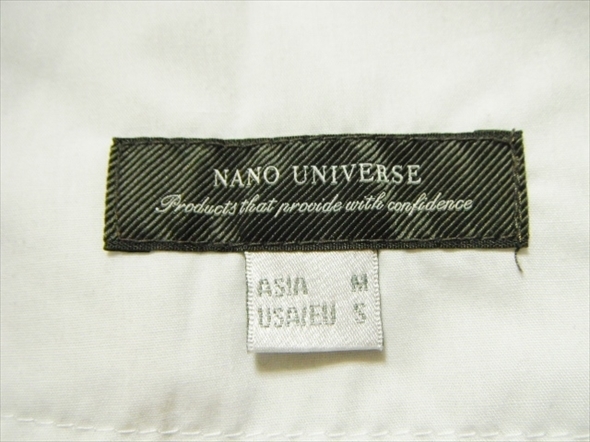 NANO UNIVERSE
Products that provide with confidence
ASIA M
USA/EU S